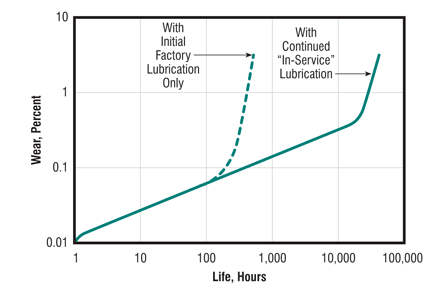 10
1
0.1
0.01
Wear, Percent
With
Initial
Factory
Lubrication
Only
With
Continued
“In-Service”
Lubrication
1
10
100
1,000
10,000
100,000
Life, Hours